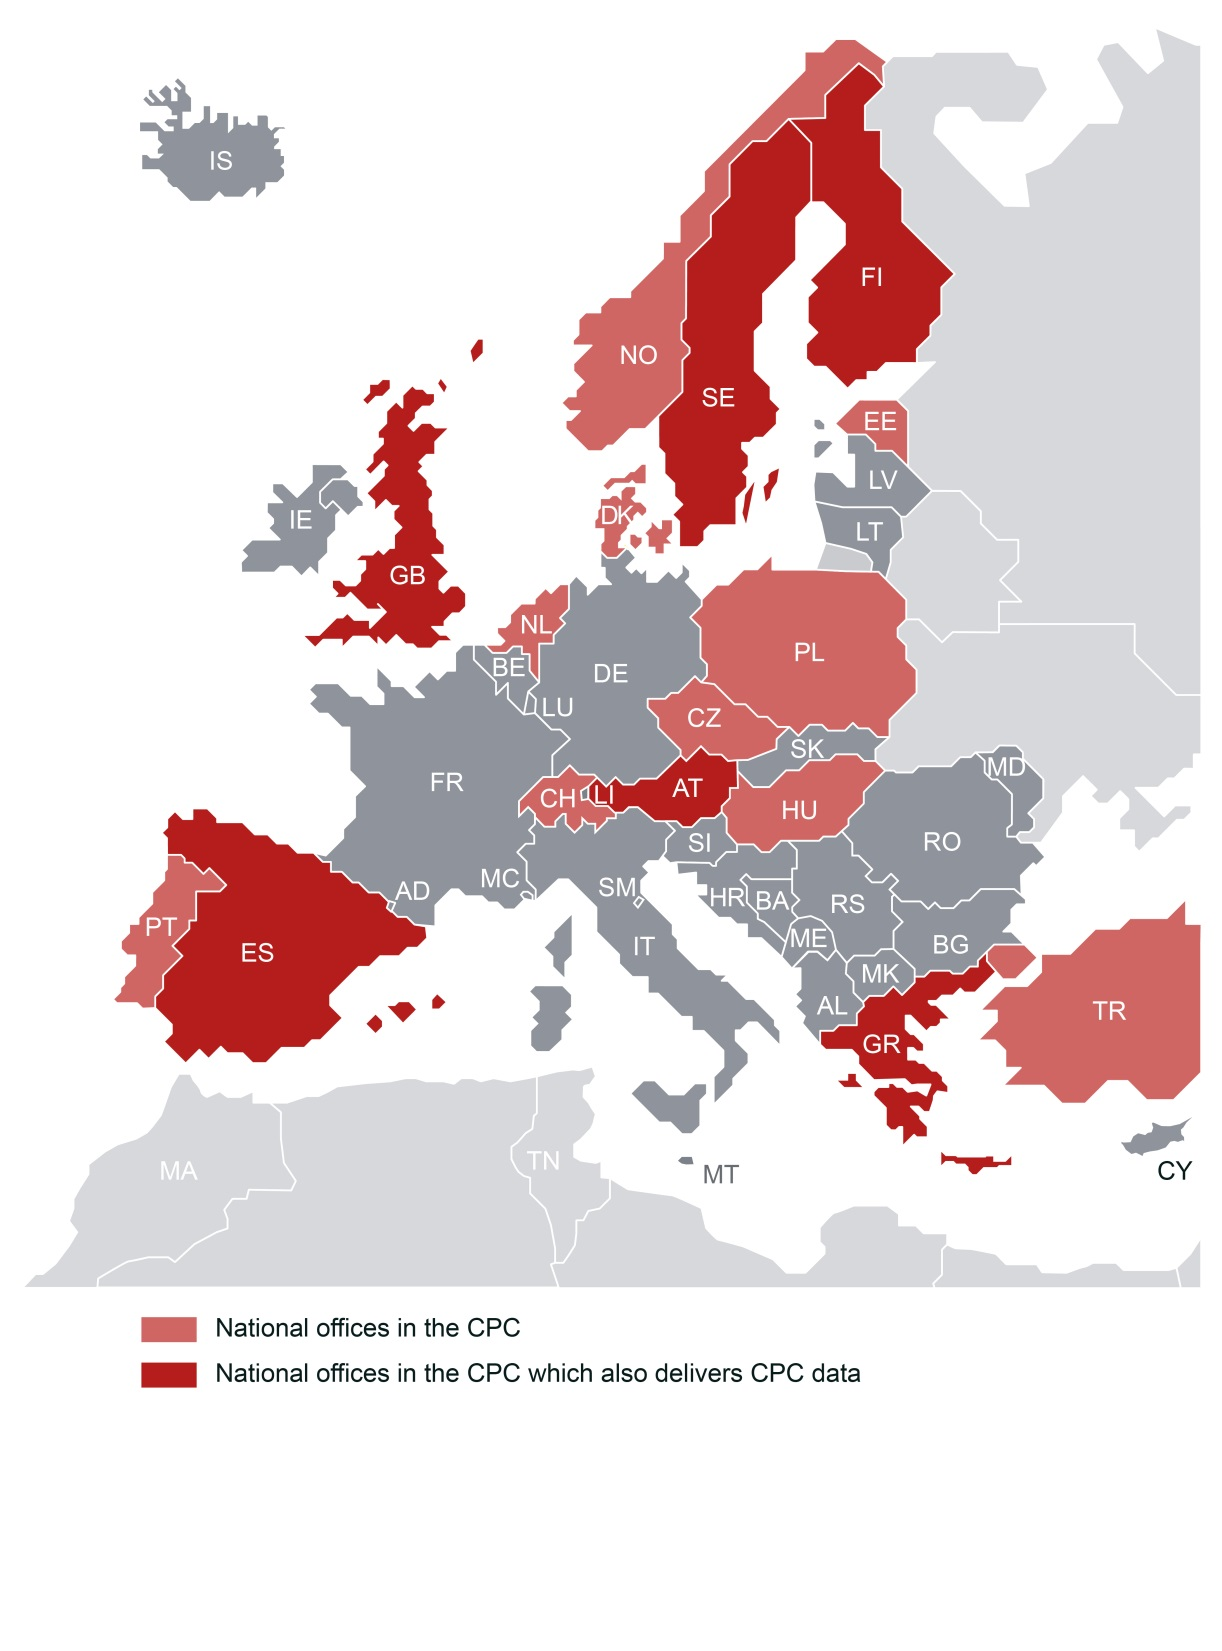 IS
FI
NO
SE
EE
LV
LT
DK
IE
GB
NL
BE
DE
LU
PL
CZ
SK
MD
FR
CH
LI
AT
HU
RO
SI
AD
MC
SM
HR
BA
RS
PT
ES
IT
ME
BG
MK
AL
TR
GR
MA
TN
MT
CY
National offices in the CPC
National offices in the CPC which also delivers CPC data